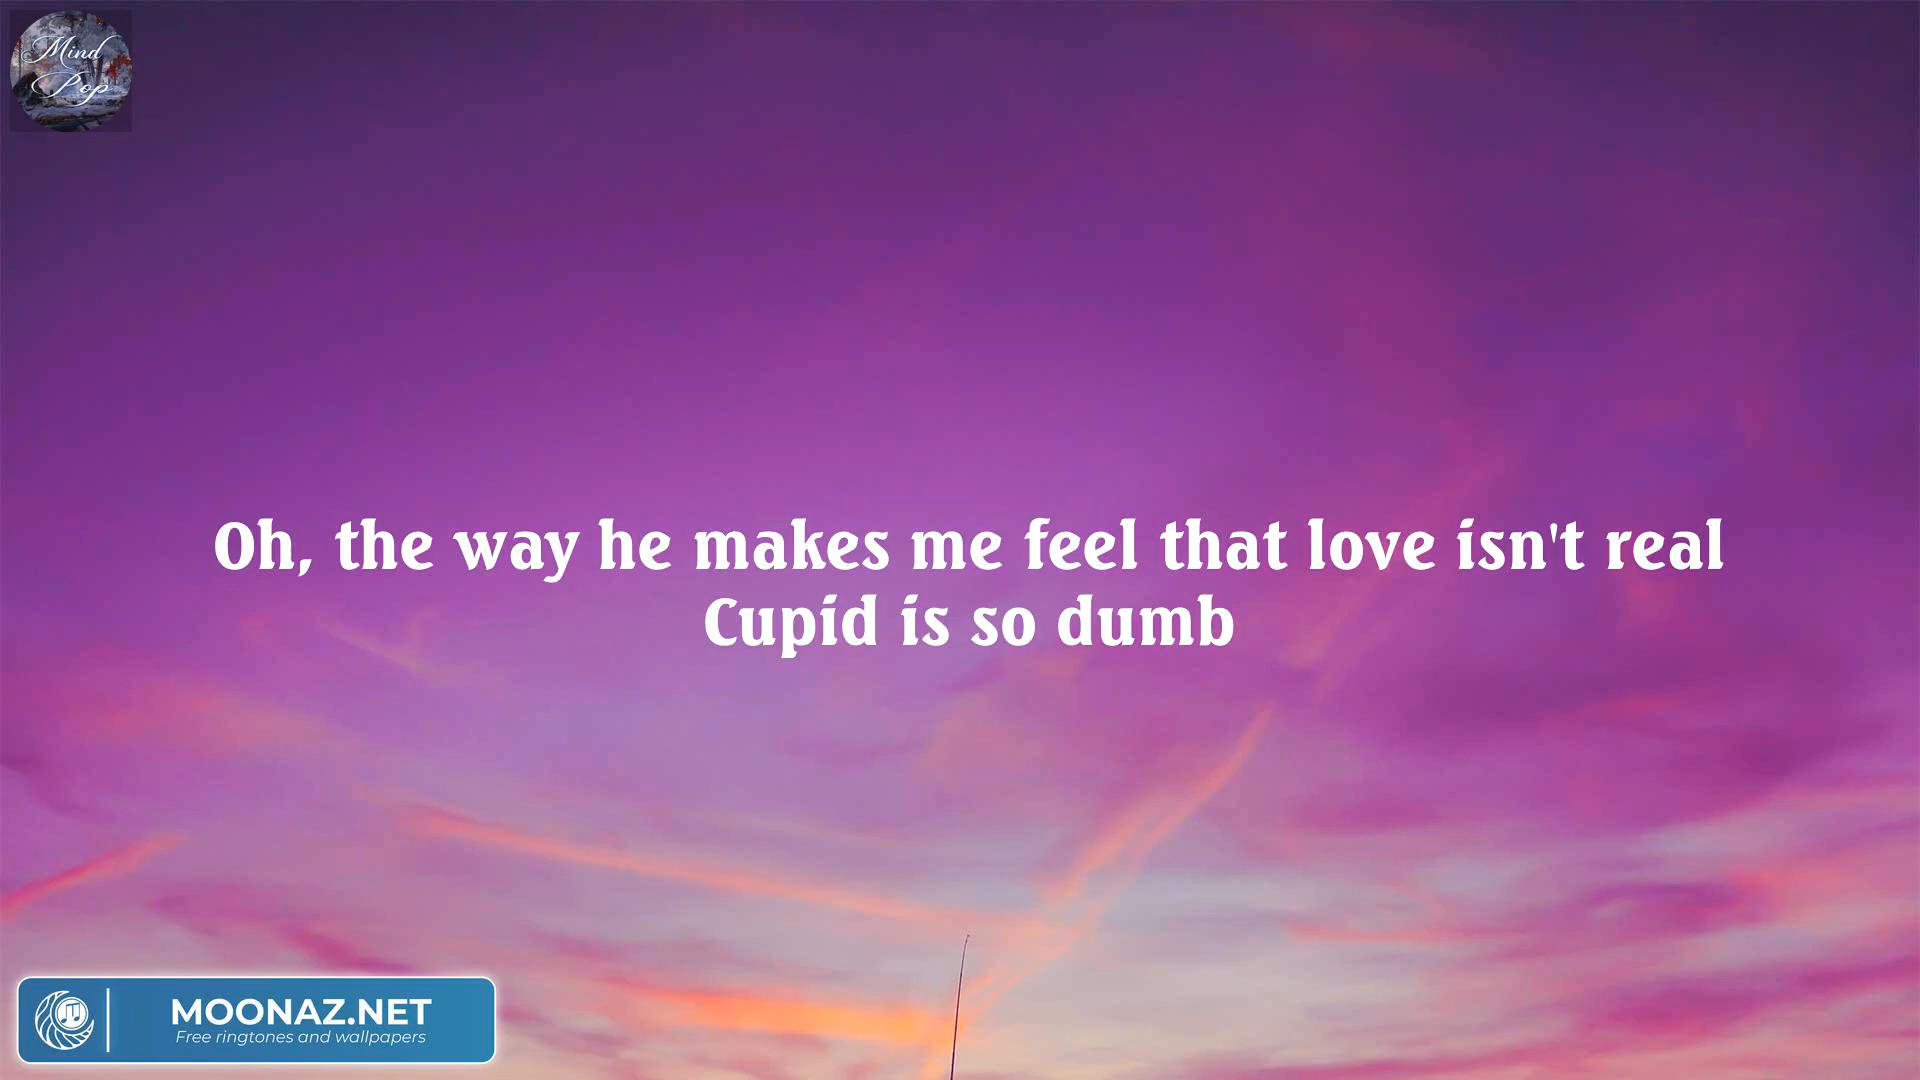 Mind
Pop
Oh, the way he makes me feel that love isn't real
Cupid is so dumb
MOONAZ.NET
Free ringtones and wallpapers